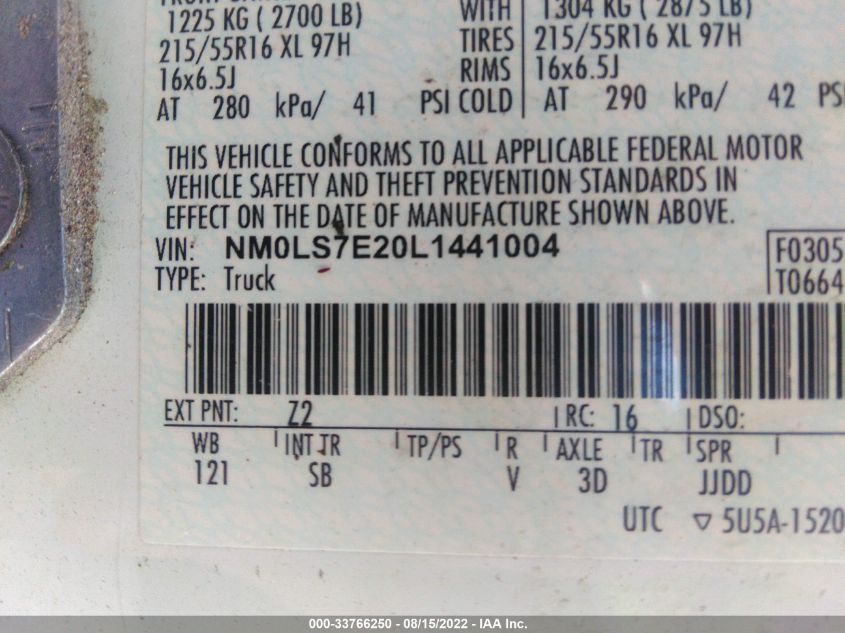 1225 KG ( 2700 LB) WITH 1304 KG ( 2875 LB)
215/55R16 XL 97H TIRES 215/55R16 XL 97H
16x6.5J RIMS 16x6.5J
AT 280 kPa/ 41 PSI COLD AT 290 kPa/ 42 PSI
THIS VEHICLE CONFORMS TO ALL APPLICABLE FEDERAL MOTOR
VEHICLE SAFETY AND THEFT PREVENTION STANDARDS IN
EFFECT ON THE DATE OF MANUFACTURE SHOWN ABOVE.
VIN: NM0LS7E20L1441004 F0305
TYPE: Truck T0664
EXT PNT: Z2 RC: 16 DSO:
WB INT TR TP/PS R AXLE TR SPR
121 SB V 3D JJDD
UTC ▽ 5U5A-1520
000-33766250 - 08/15/2022 - IAA Inc.